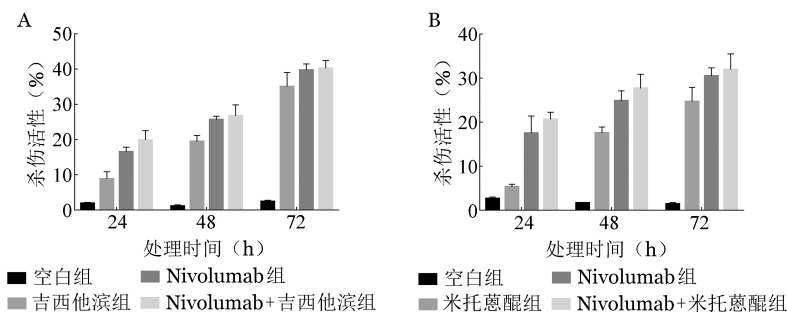 A
杀伤活性（%）
50
40
30
20
10
0
24 48 72
处理时间（h）
空白组 Nivolumab组
吉西他滨组 Nivolumab+吉西他滨组
B
杀伤活性（%）
40
30
20
10
0
24 48 72
处理时间（h）
空白组 Nivolumab组
米托蒽醌组 Nivolumab+米托蒽醌组